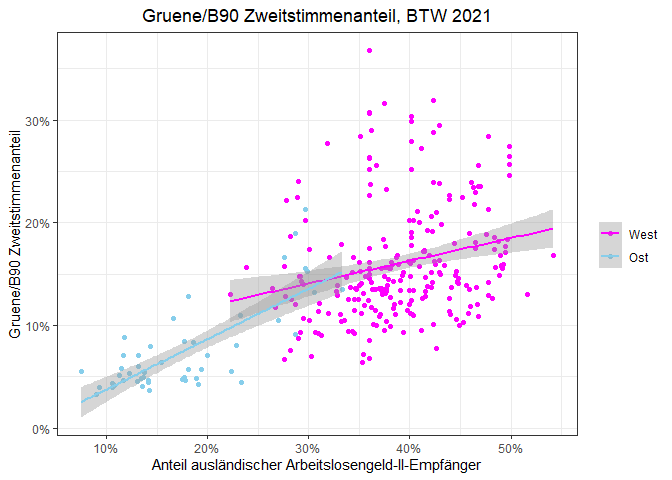 Gruene/B90 Zweitstimmenanteil, BTW 2021
Gruene/B90 Zweitstimmenanteil
30%
20%
10%
0%
West
Ost
10%
20%
30%
40%
50%
Anteil ausländischer Arbeitslosengeld-II-Empfänger